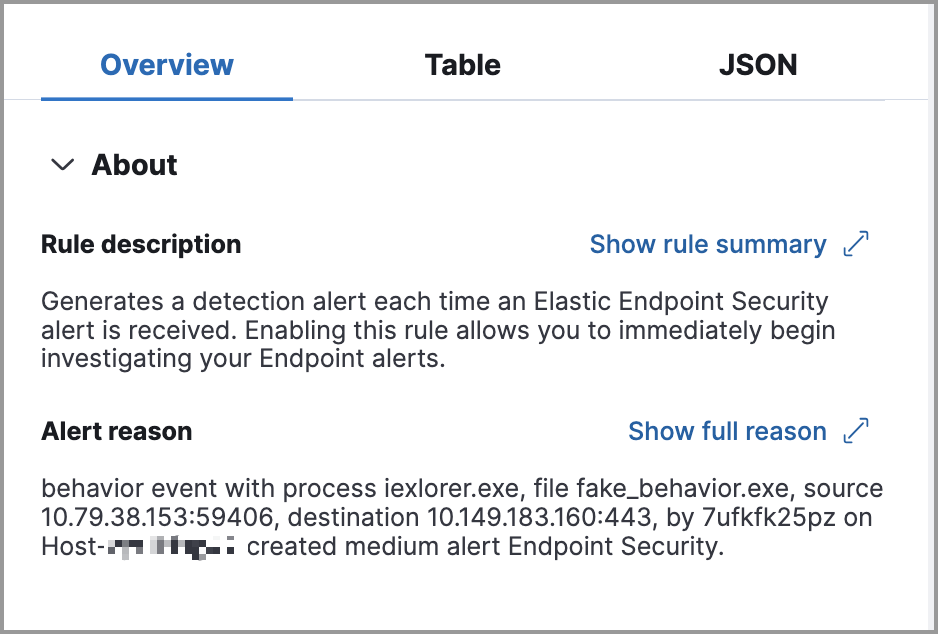 Overview Table JSON
About
Rule description Show rule summary
Generates a detection alert each time an Elastic Endpoint Security
alert is received. Enabling this rule allows you to immediately begin
investigating your Endpoint alerts.
Alert reason Show full reason
behavior event with process iexlorer.exe, file fake_behavior.exe, source
10.79.38.153:59406, destination 10.149.183.160:443, by 7ufkfk25pz on
Host- created medium alert Endpoint Security.